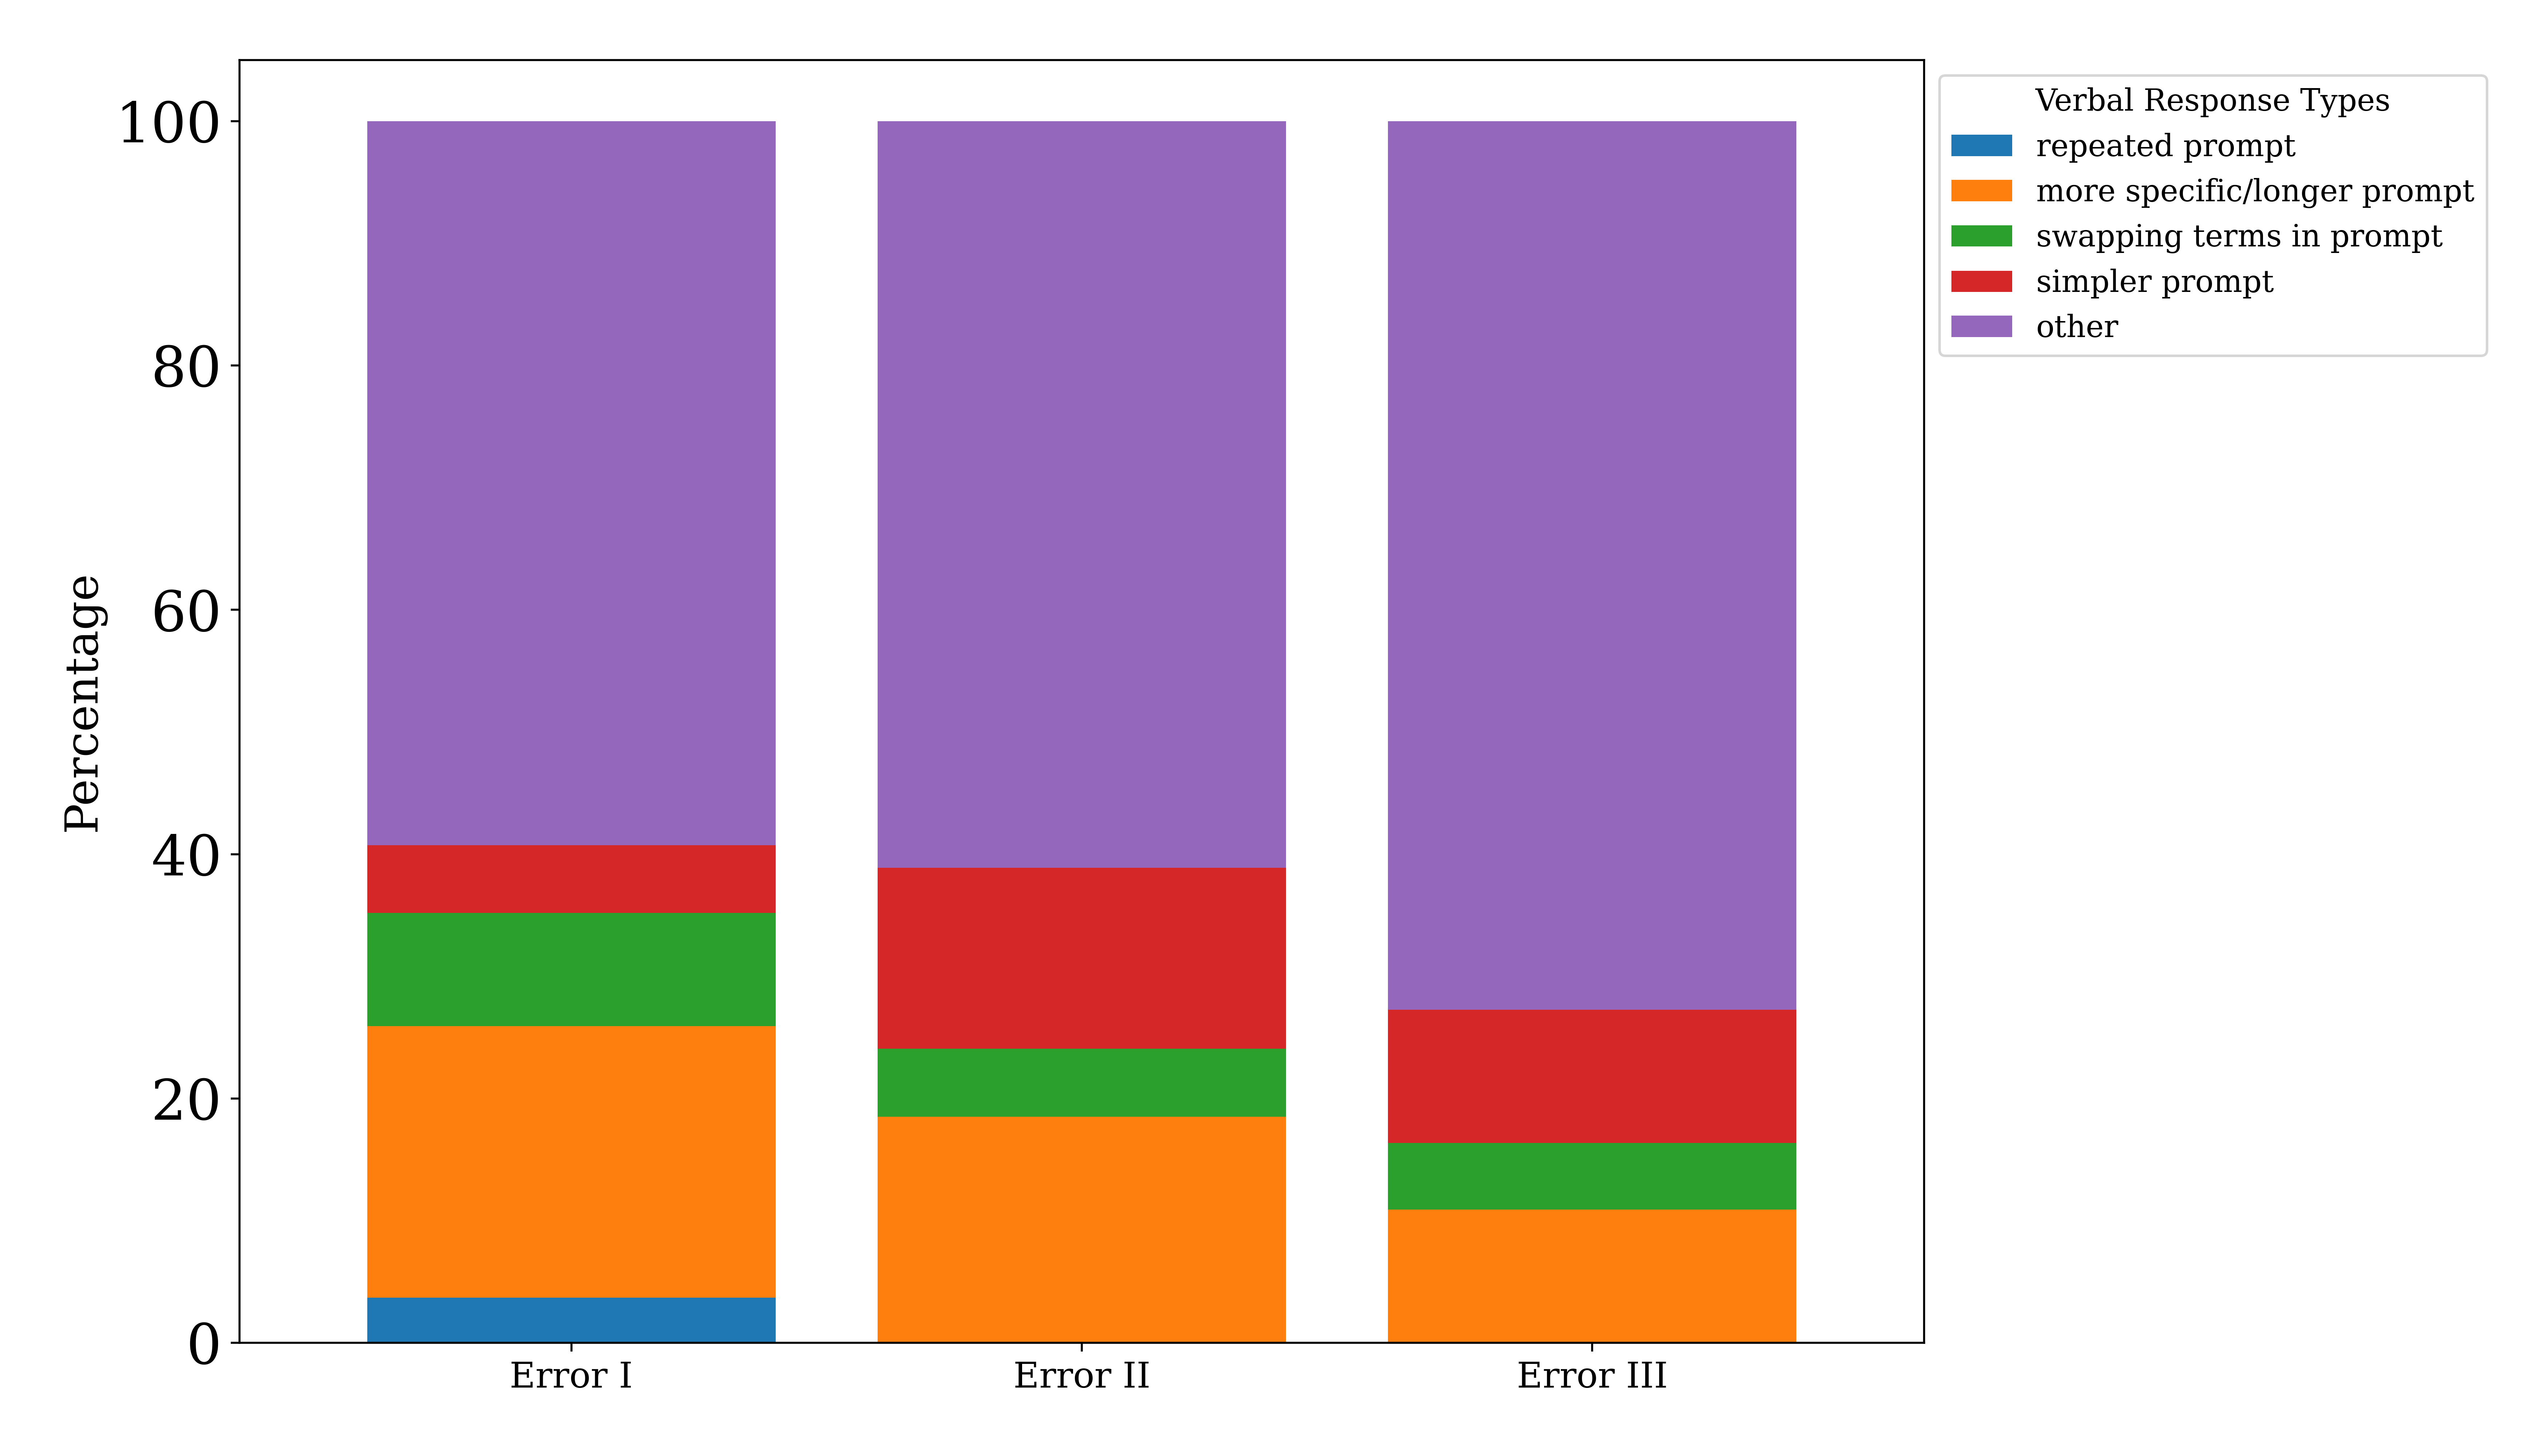 100
80
60
40
20
0
Percentage
Error I
Error II
Error III
Verbal Response Types
repeated prompt
more specific/longer prompt
swapping terms in prompt
simpler prompt
other